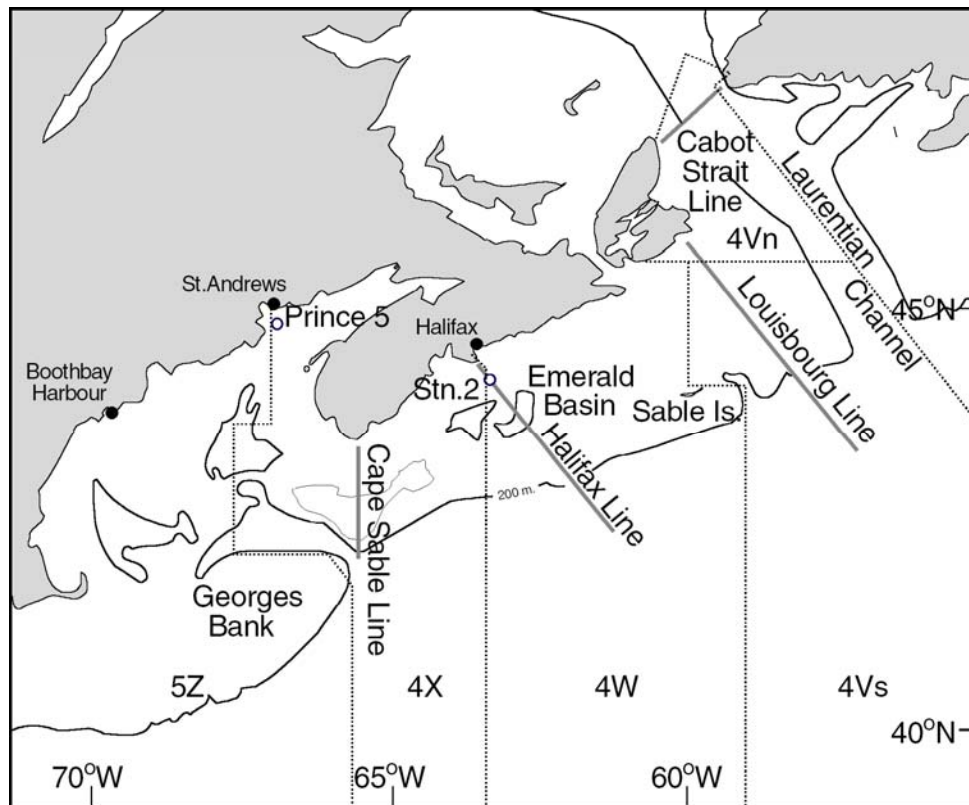 Cabot
Strait
Line
Laurentian
Channel
4Vn
St.Andrews
Prince 5
Louisbourg Line
45°N
Halifax
Boothbay
Harbour
Stn.2
Emerald
Basin
Sable Is.
Halifax Line
Cape Sable Line
200 m.
Georges
Bank
5Z
4X
4W
4Vs
40°N
70°W
65°W
60°W